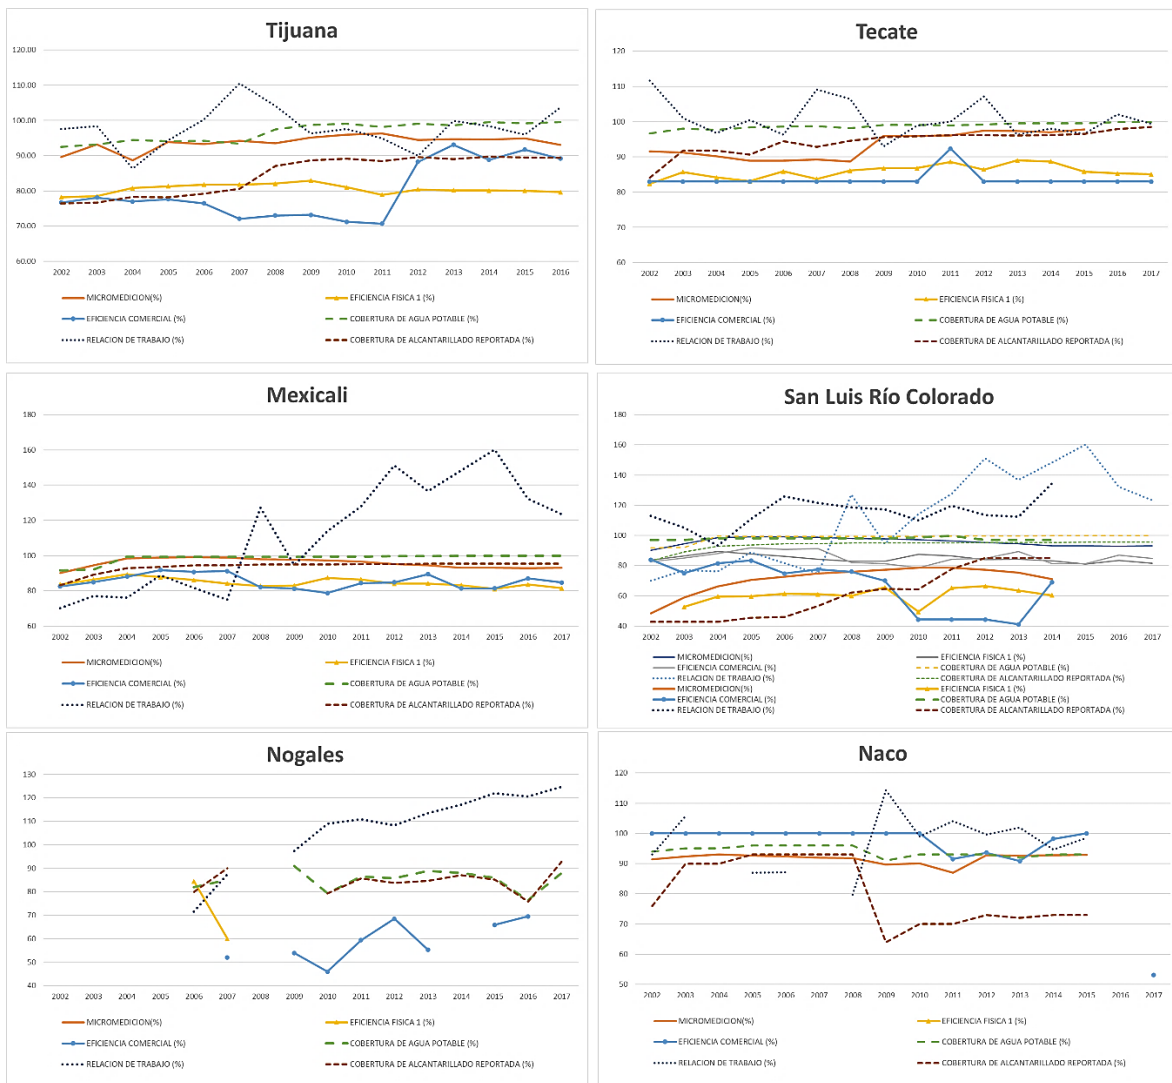 Tijuana
120.00
110.00
100.00
90.00
80.00
70.00
60.00
2002 2003 2004 2005 2006 2007 2008 2009 2010 2011 2012 2013 2014 2015 2016
MICROMEDICION(%) EFICIENCIA FISICA 1 (%)
EFICIENCIA COMERCIAL (%) COBERTURA DE AGUA POTABLE (%)
RELACION DE TRABAJO (%) COBERTURA DE ALCANTARILLADO REPORTADA (%)
Tecate
120
110
100
90
80
70
60
2002 2003 2004 2005 2006 2007 2008 2009 2010 2011 2012 2013 2014 2015 2016 2017
MICROMEDICION(%) EFICIENCIA FISICA 1 (%)
EFICIENCIA COMERCIAL (%) COBERTURA DE AGUA POTABLE (%)
RELACION DE TRABAJO (%) COBERTURA DE ALCANTARILLADO REPORTADA (%)
Mexicali
180
160
140
120
100
80
60
2002 2003 2004 2005 2006 2007 2008 2009 2010 2011 2012 2013 2014 2015 2016 2017
MICROMEDICION(%) EFICIENCIA FISICA 1 (%)
EFICIENCIA COMERCIAL (%) COBERTURA DE AGUA POTABLE (%)
RELACION DE TRABAJO (%) COBERTURA DE ALCANTARILLADO REPORTADA (%)
San Luis Río Colorado
180
160
140
120
100
80
60
40
2002 2003 2004 2005 2006 2007 2008 2009 2010 2011 2012 2013 2014 2015 2016 2017
MICROMEDICION(%) EFICIENCIA FISICA 1 (%)
EFICIENCIA COMERCIAL (%) COBERTURA DE AGUA POTABLE (%)
RELACION DE TRABAJO (%) COBERTURA DE ALCANTARILLADO REPORTADA (%)
MICROMEDICION(%) EFICIENCIA FISICA 1 (%)
EFICIENCIA COMERCIAL (%) COBERTURA DE AGUA POTABLE (%)
RELACION DE TRABAJO (%) COBERTURA DE ALCANTARILLADO REPORTADA (%)
Nogales
130
120
110
100
90
80
70
60
50
40
2002 2003 2004 2005 2006 2007 2008 2009 2010 2011 2012 2013 2014 2015 2016 2017
MICROMEDICION(%) EFICIENCIA FISICA 1 (%)
EFICIENCIA COMERCIAL (%) COBERTURA DE AGUA POTABLE (%)
RELACION DE TRABAJO (%) COBERTURA DE ALCANTARILLADO REPORTADA (%)
Naco
120
110
100
90
80
70
60
50
2002 2003 2004 2005 2006 2007 2008 2009 2010 2011 2012 2013 2014 2015 2016 2017
MICROMEDICION(%) EFICIENCIA FISICA 1 (%)
EFICIENCIA COMERCIAL (%) COBERTURA DE AGUA POTABLE (%)
RELACION DE TRABAJO (%) COBERTURA DE ALCANTARILLADO REPORTADA (%)